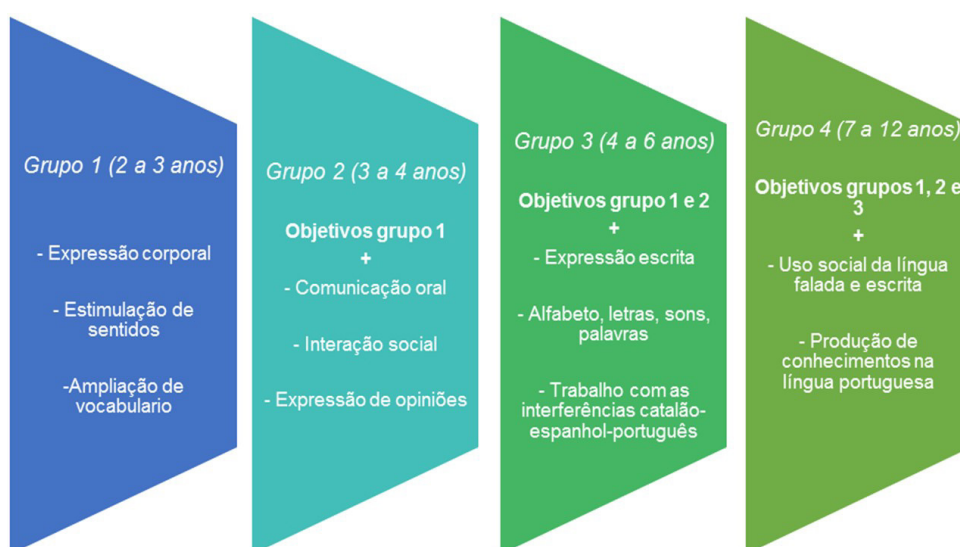 Grupo 1 (2 a 3 anos)
- Expressão corporal
- Estimulação de
sentidos
-Ampliação de
vocabulario
Grupo 2 (3 a 4 anos)
Objetivos grupo 1
+
- Comunicação oral
- Interação social
- Expressão de opiniões
Grupo 3 (4 a 6 anos)
Objetivos grupo 1 e 2
+
- Expressão escrita
- Alfabeto, letras, sons,
palavras
- Trabalho com as
interferências catalão-
espanhol-português
Grupo 4 (7 a 12 anos)
Objetivos grupos 1, 2 e
3
+
- Uso social da língua
falada e escrita
- Produção de
conhecimentos na
língua portuguesa